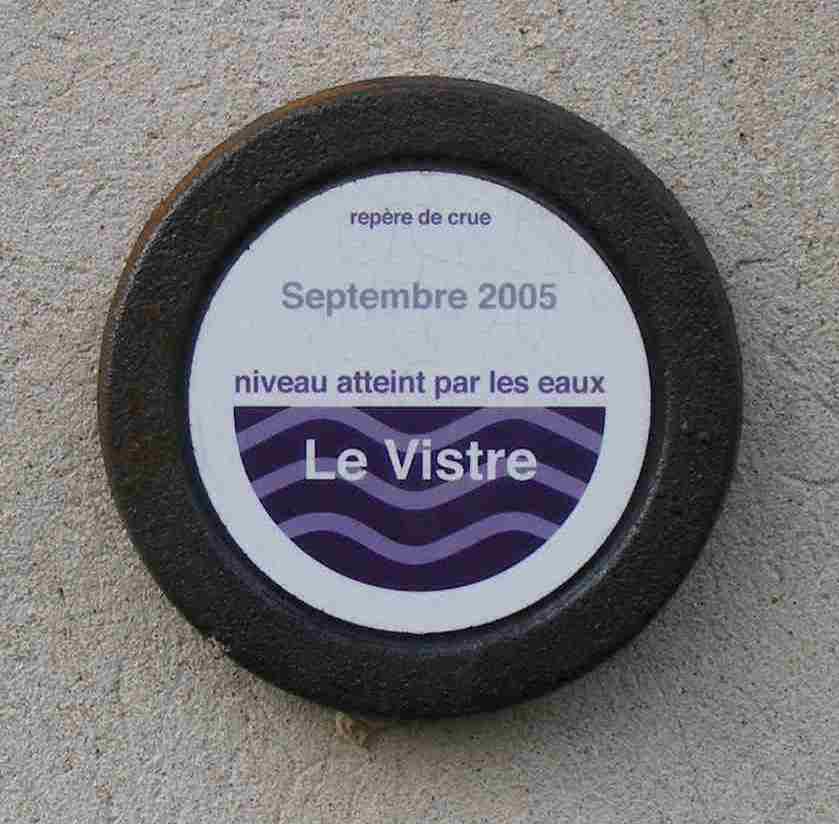 repère de crue
Septembre 2005
niveau atteint par les eaux
Le Vistre